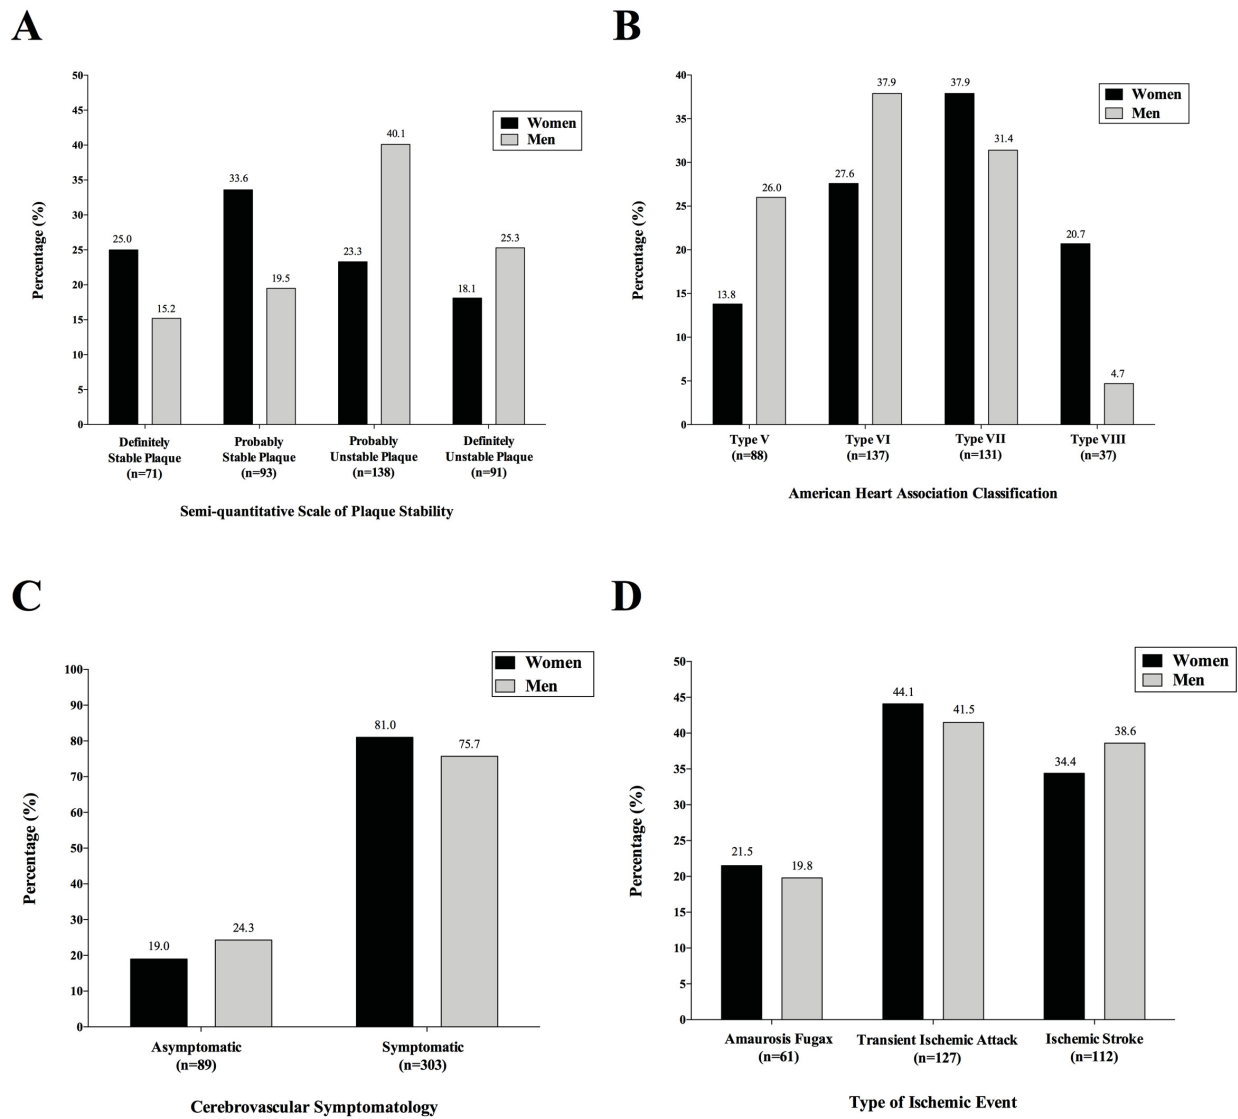 A
50
45
40
35
30
25
20
15
10
5
0
Percentage (%)
Women
Men
25.0
15.2
33.6
19.5
23.3
40.1
18.1
25.3
Definitely
Stable Plaque
(n=71)
Probably
Stable Plaque
(n=93)
Probably
Unstable Plaque
(n=138)
Definitely
Unstable Plaque
(n=91)
Semi-quantitative Scale of Plaque Stability
B
40
35
30
25
20
15
10
5
0
Percentage (%)
Women
Men
13.8
26.0
27.6
37.9
37.9
31.4
20.7
4.7
Type V
(n=88)
Type VI
(n=137)
Type VII
(n=131)
Type VIII
(n=37)
American Heart Association Classification
C
100
90
80
70
60
50
40
30
20
10
0
Percentage (%)
Women
Men
19.0
24.3
81.0
75.7
Asymptomatic
(n=89)
Symptomatic
(n=303)
Cerebrovascular Symptomatology
D
50
45
40
35
30
25
20
15
10
5
0
Percentage (%)
Women
Men
21.5
19.8
44.1
41.5
34.4
38.6
Amaurosis Fugax
(n=61)
Transient Ischemic Attack
(n=127)
Ischemic Stroke
(n=112)
Type of Ischemic Event